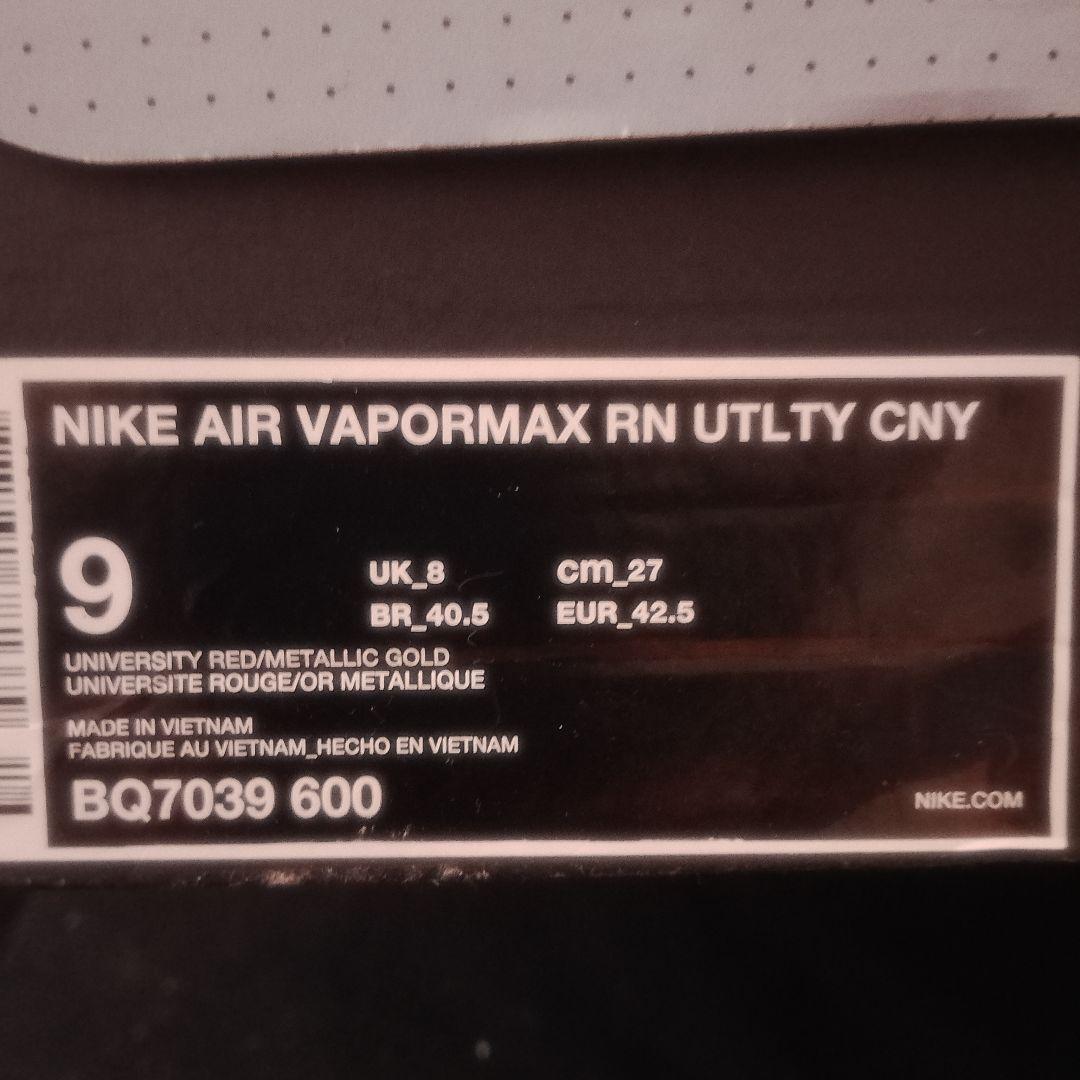 NIKE AIR VAPORMAX RN UTLTY CNY
9
UK_8 cm_27
BR_40.5 EUR_42.5
UNIVERSITY RED/METALLIC GOLD
UNIVERSITE ROUGE/OR METALLIQUE
MADE IN VIETNAM
FABRIQUE AU VIETNAM_HECHO EN VIETNAM
BQ7039 600
NIKE.COM